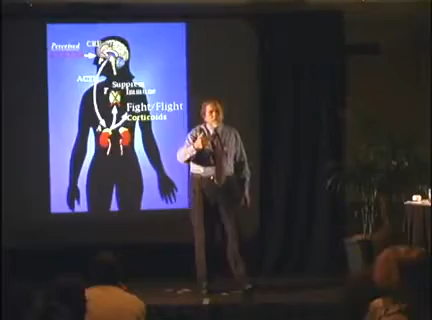 Perceived
CRF
ACTH
Suppress
Immune
Fight/Flight
Corticoids